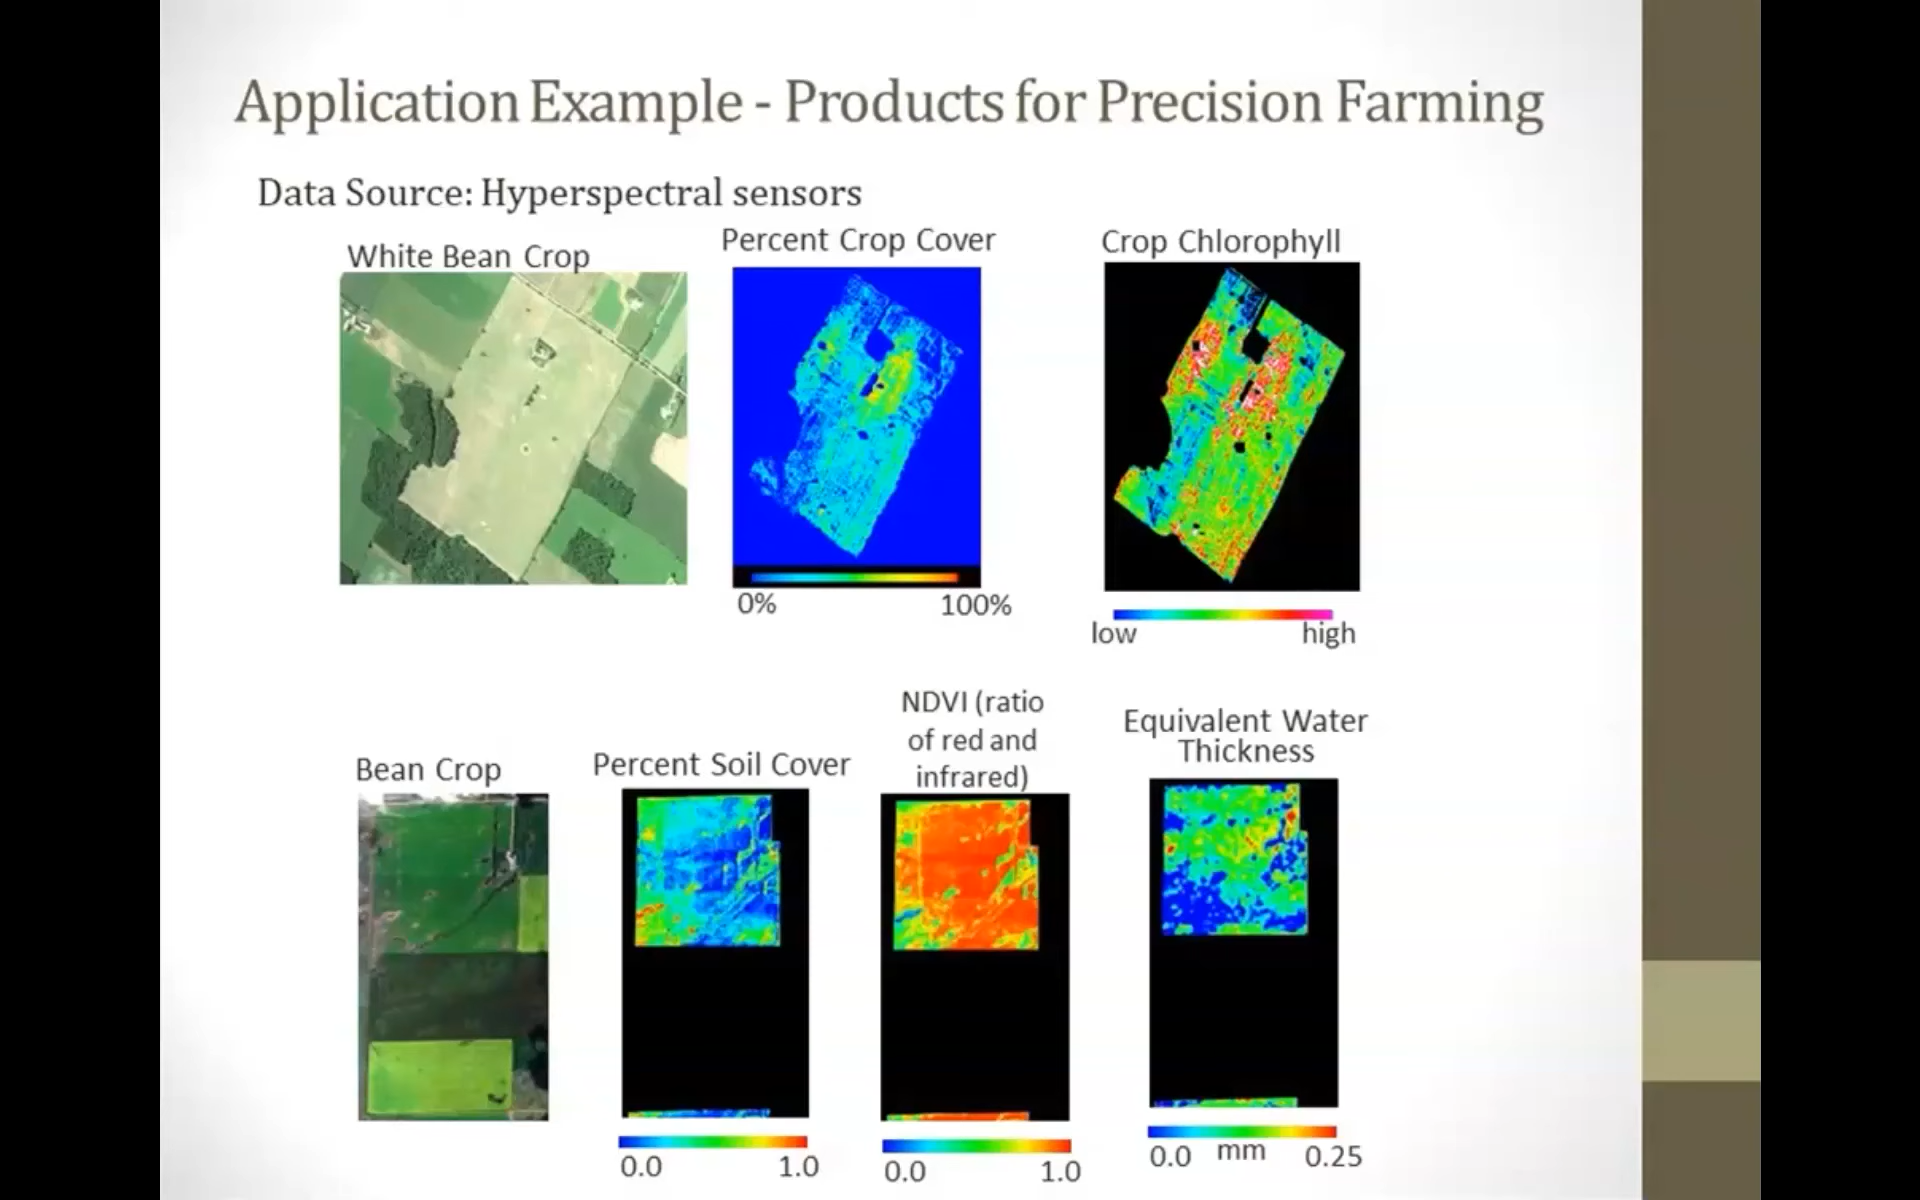 Application Example - Products for Precision Farming
Data Source: Hyperspectral sensors
White Bean Crop
Percent Crop Cover
Crop Chlorophyll
0%
100%
low
high
Bean Crop
Percent Soil Cover
NDVI (ratio
of red and
infrared)
Equivalent Water
Thickness
0.0
1.0
0.0
1.0
0.0
mm
0.25